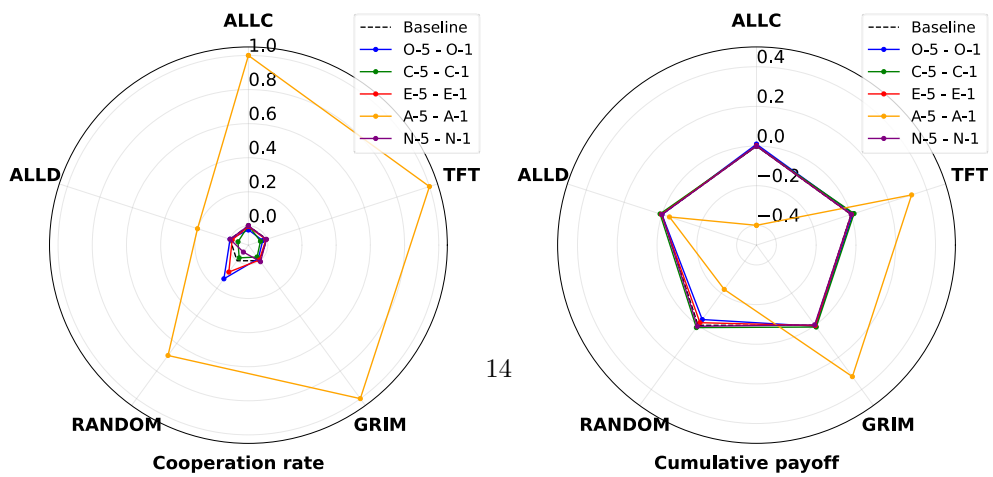 ALLC
TFT
GRIM
RANDOM
ALLD
1.0
0.8
0.6
0.4
0.2
0.0
Baseline
O-5 - O-1
C-5 - C-1
E-5 - E-1
A-5 - A-1
N-5 - N-1
Cooperation rate
14
ALLC
TFT
GRIM
RANDOM
ALLD
0.4
0.2
0.0
−0.2
−0.4
Baseline
O-5 - O-1
C-5 - C-1
E-5 - E-1
A-5 - A-1
N-5 - N-1
Cumulative payoff